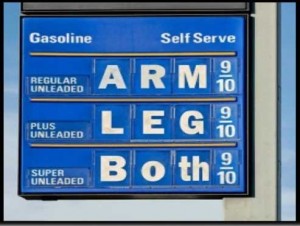 Gasoline Self Serve
REGULAR UNLEADED ARM 9/10
PLUS UNLEADED LEG 9/10
SUPER UNLEADED Both 9/10